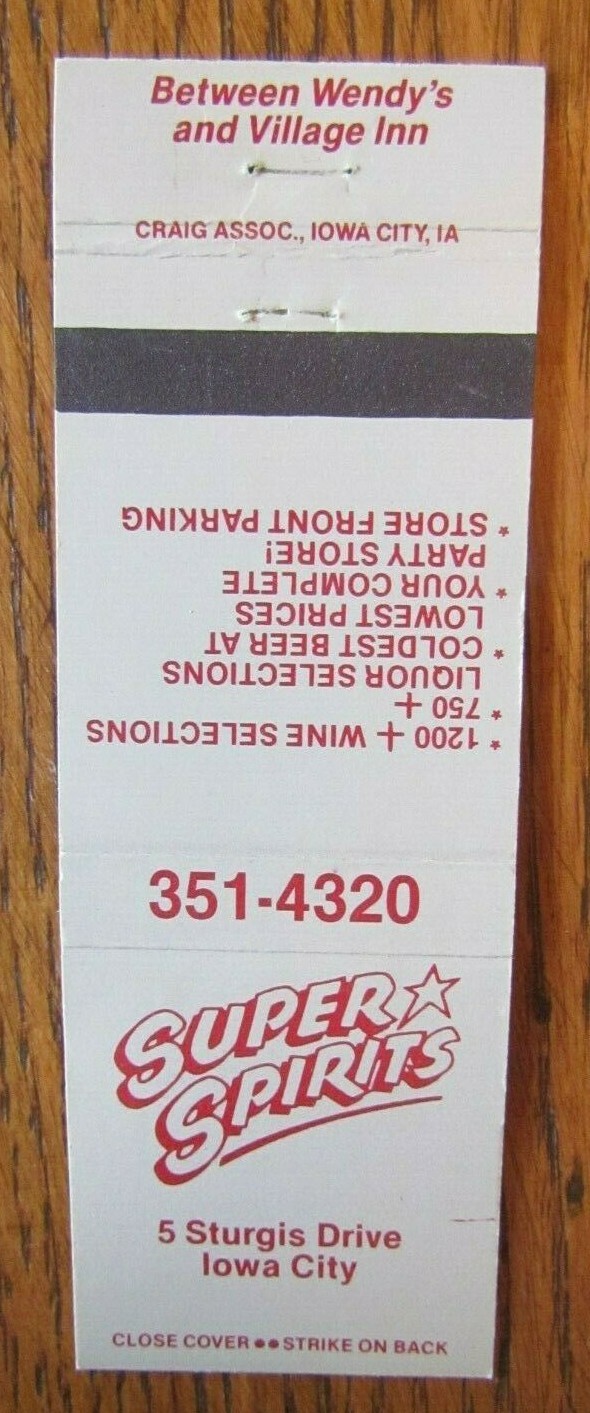 Between Wendy's
and Village Inn
CRAIG ASSOC., IOWA CITY, IA
* 1200 + WINE SELECTIONS
* 750 +
LIQUOR SELECTIONS
* COLDEST BEER AT
LOWEST PRICES
* YOUR COMPLETE
PARTY STORE!
* STORE FRONT PARKING
351-4320
SUPER
SPIRITS
5 Sturgis Drive
Iowa City
CLOSE COVER ●● STRIKE ON BACK